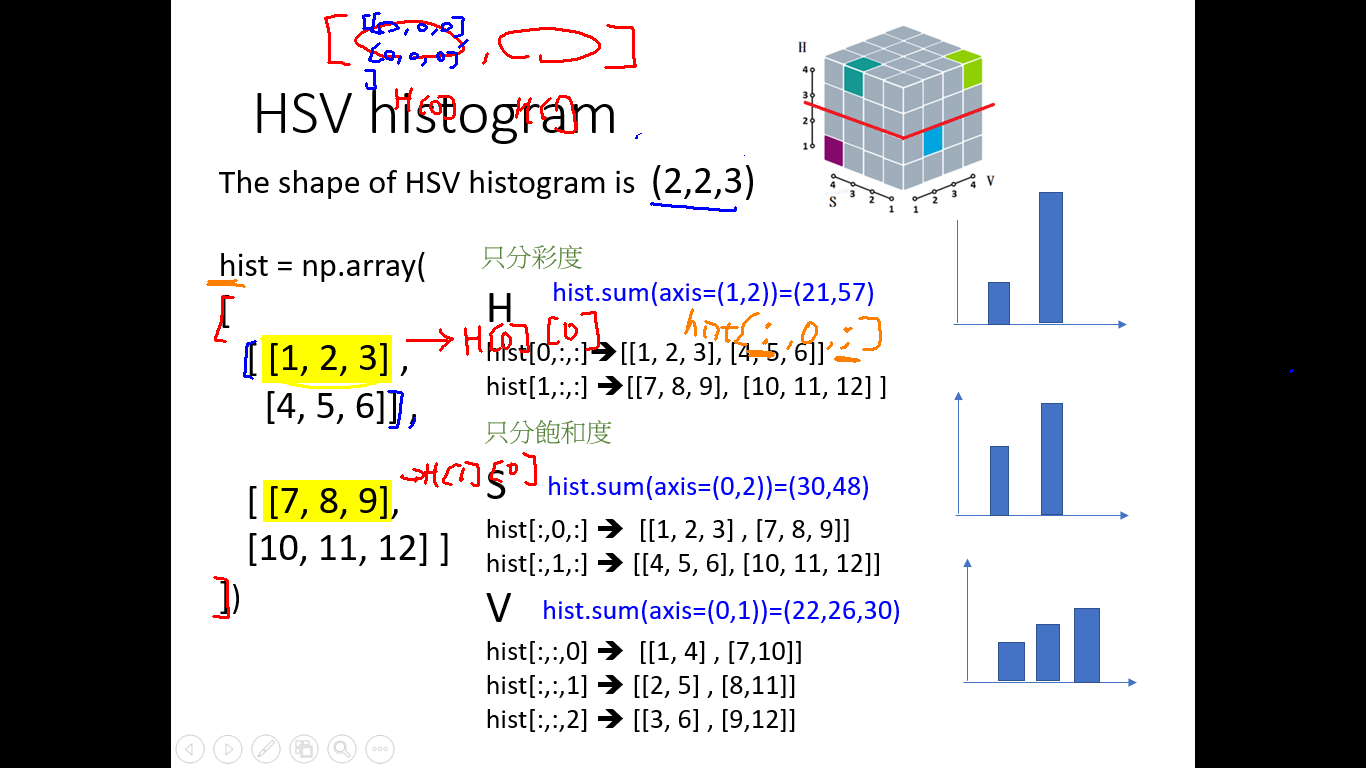 [ [[0,0,0]
[0,0,0] , ]
]
H[0] H[1]
HSV histogram
The shape of HSV histogram is (2,2,3)
hist = np.array(
[
[ [1, 2, 3] ,
[4, 5, 6]] ,
[ [7, 8, 9],
[10, 11, 12] ]
])
→ H[0] [0]
→H[1] [0]
只分彩度
H hist.sum(axis=(1,2))=(21,57)
hist[:,0,:]
hist[0,:,:]➔[[1, 2, 3], [4, 5, 6]]
hist[1,:,:] ➔[[7, 8, 9], [10, 11, 12] ]
只分飽和度
S hist.sum(axis=(0,2))=(30,48)
hist[:,0,:] ➔ [[1, 2, 3] , [7, 8, 9]]
hist[:,1,:] ➔ [[4, 5, 6], [10, 11, 12]]
V hist.sum(axis=(0,1))=(22,26,30)
hist[:,:,0] ➔ [[1, 4] , [7,10]]
hist[:,:,1] ➔ [[2, 5] , [8,11]]
hist[:,:,2] ➔ [[3, 6] , [9,12]]
H
4
3
2
1
4 3 2 1
S
1 2 3 4
V